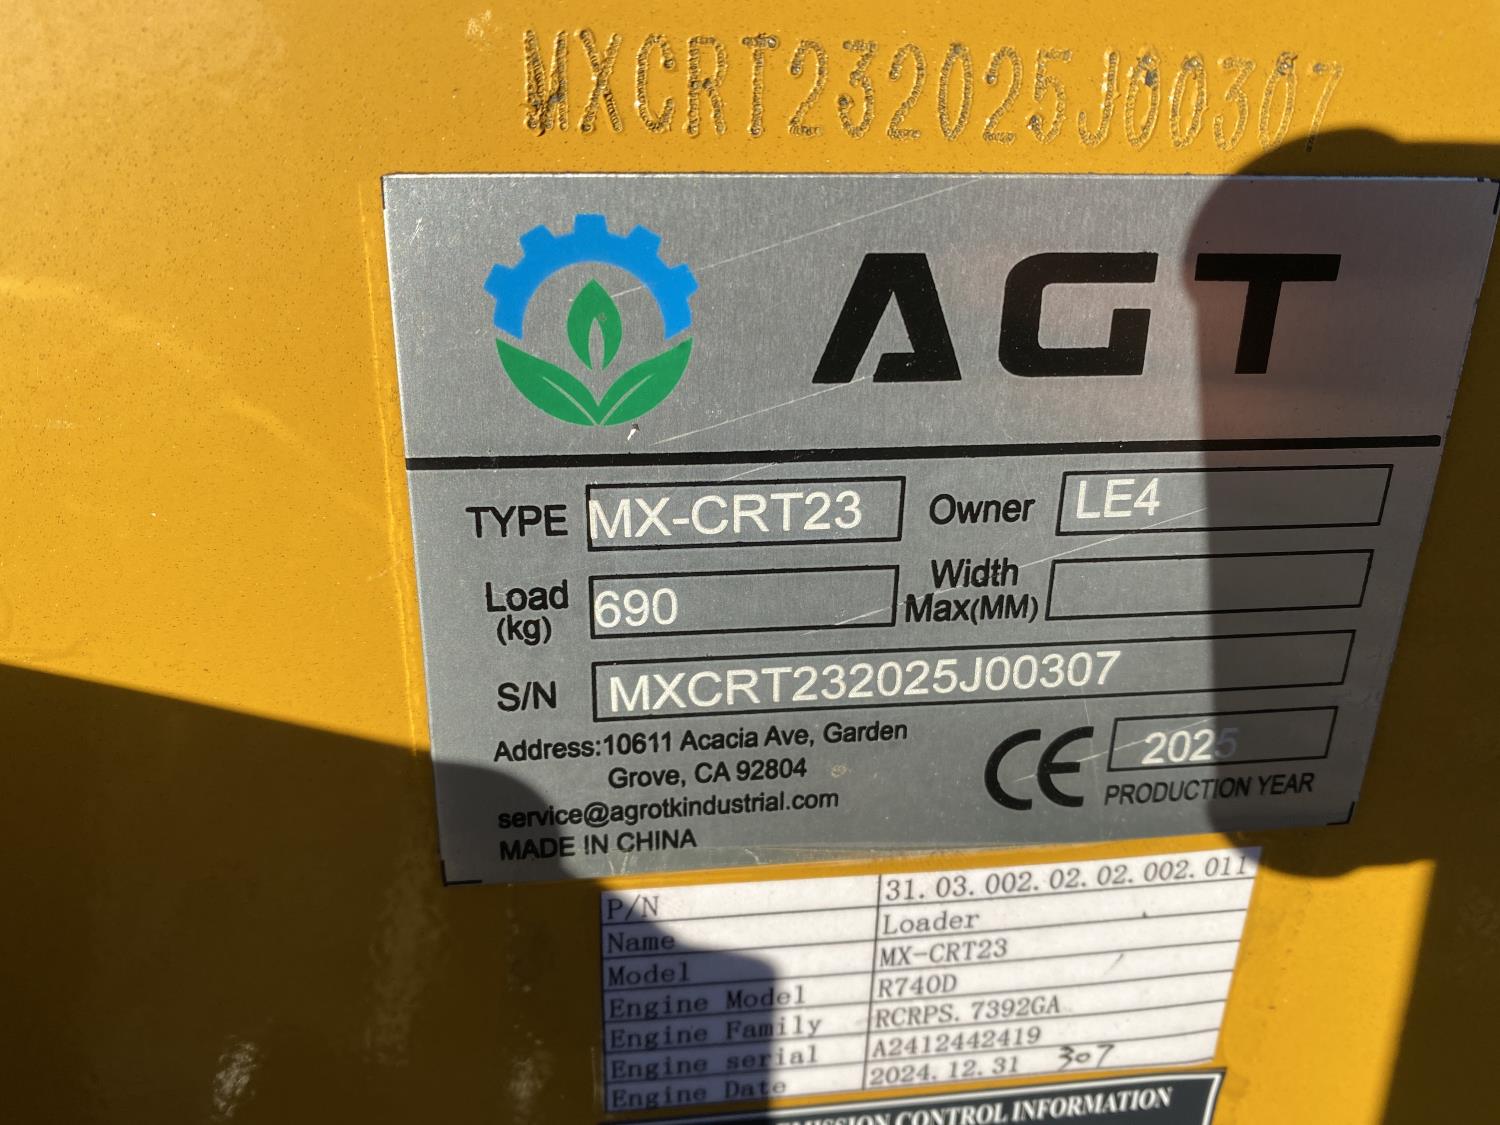 MXCRT232025J00307
AGT
TYPE MX-CRT23 Owner LE4
Load (kg) 690 Width Max(MM)
S/N MXCRT232025J00307
Address:10611 Acacia Ave, Garden
Grove, CA 92804
service@agrotkindustrial.com
MADE IN CHINA
CE 2025
PRODUCTION YEAR
P/N 31.03.002.02.02.002.011
Name Loader
Model MX-CRT23
Engine Model R740D
Engine Family RCRPS.7392GA
Engine serial A2412442419
Engine Date 2024.12.31 307
EMISSION CONTROL INFORMATION